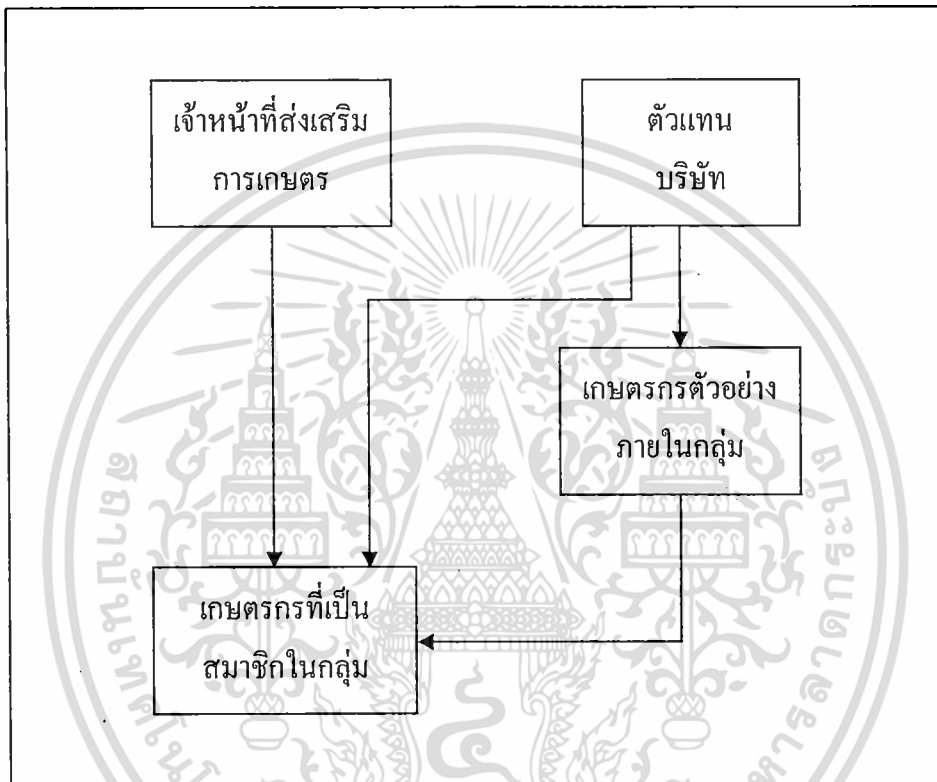 เจ้าหน้าที่ส่งเสริม
การเกษตร
ตัวแทน
บริษัท
เกษตรกรตัวอย่าง
ภายในกลุ่ม
เกษตรกรที่เป็น
สมาชิกในกลุ่ม